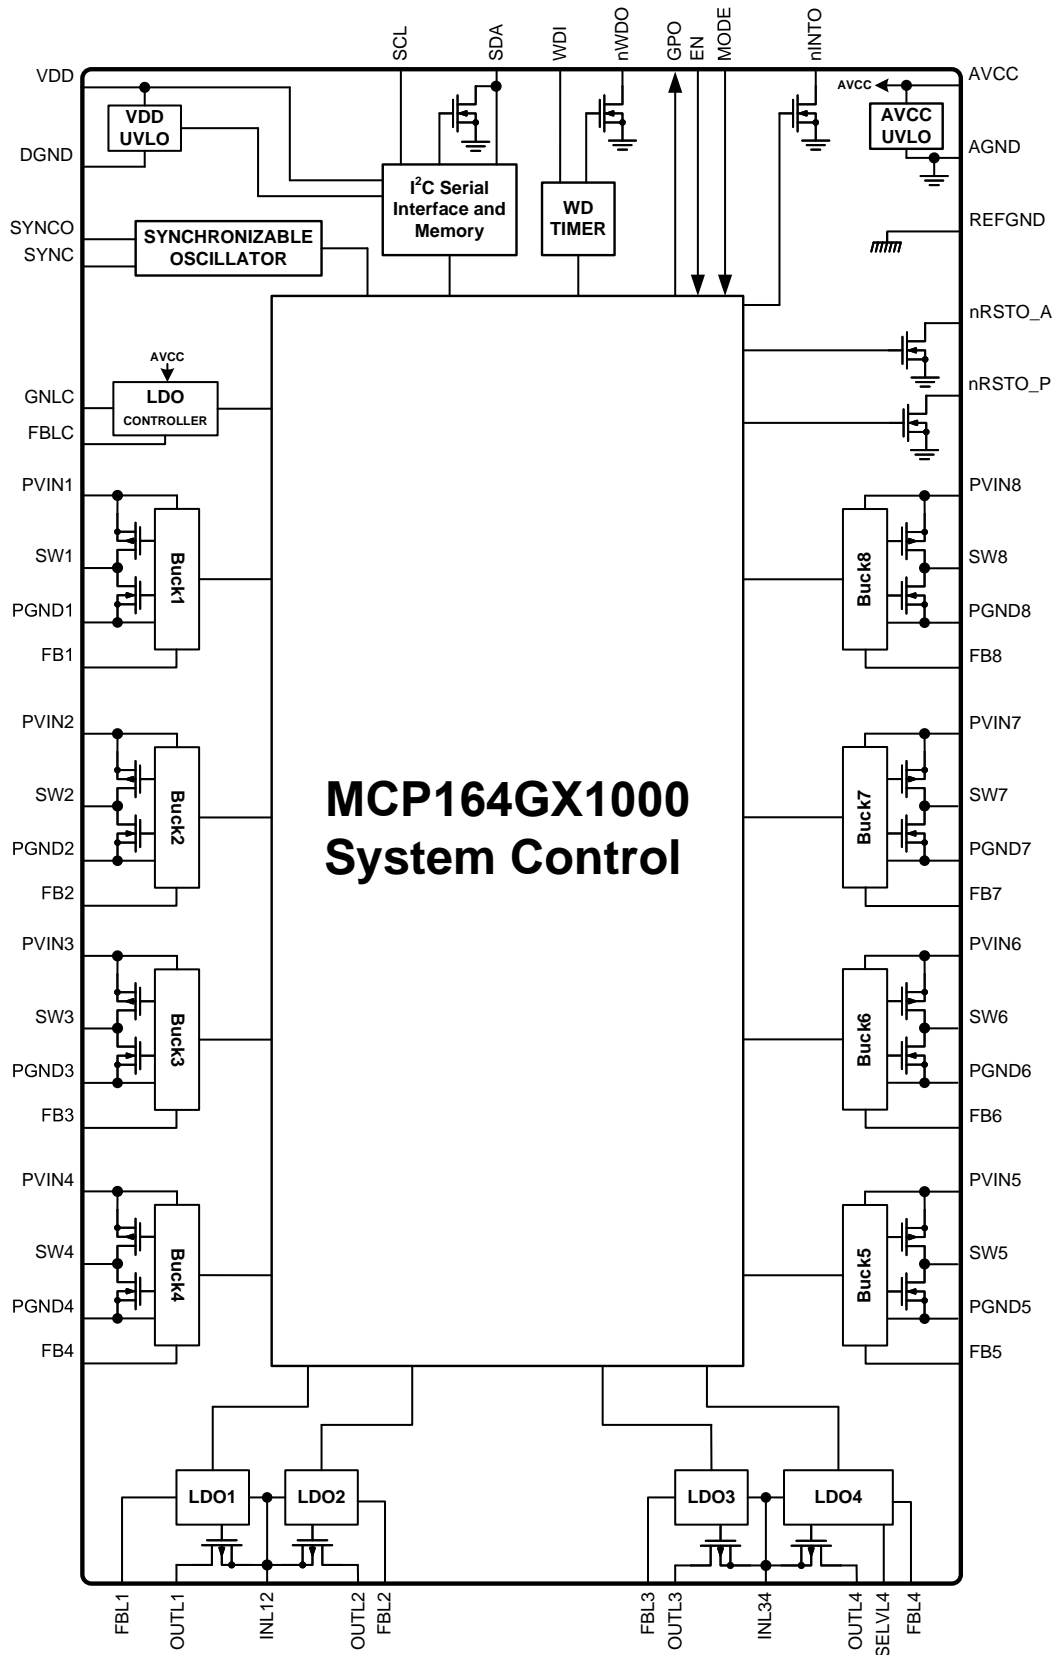 SCL
SDA
WDI
nWDO
GPO
EN
MODE
nINTO
VDD
AVCC
AVCC
VDD
UVLO
AVCC
UVLO
DGND
AGND
I²C Serial
Interface and
Memory
WD
TIMER
SYNCO
SYNC
SYNCHRONIZABLE
OSCILLATOR
REFGND
nRSTO_A
nRSTO_P
AVCC
LDO
CONTROLLER
GNLC
FBLC
PVIN1
SW1
PGND1
FB1
Buck1
PVIN8
SW8
PGND8
FB8
Buck8
PVIN2
SW2
PGND2
FB2
Buck2
PVIN7
SW7
PGND7
FB7
Buck7
MCP164GX1000
System Control
PVIN3
SW3
PGND3
FB3
Buck3
PVIN6
SW6
PGND6
FB6
Buck6
PVIN4
SW4
PGND4
FB4
Buck4
PVIN5
SW5
PGND5
FB5
Buck5
LDO1
LDO2
LDO3
LDO4
FBL1
OUTL1
INL12
OUTL2
FBL2
FBL3
OUTL3
INL34
OUTL4
SELVL4
FBL4